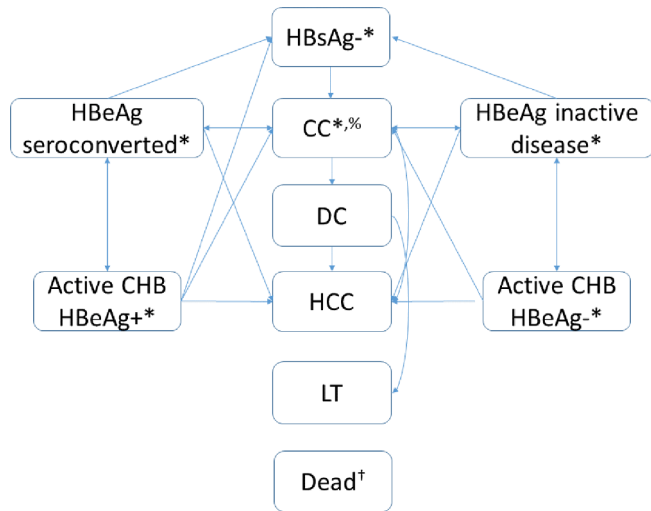 HBsAg-*
HBeAg
seroconverted*
CC*,%
HBeAg inactive
disease*
DC
Active CHB
HBeAg+*
HCC
Active CHB
HBeAg-*
LT
Dead†